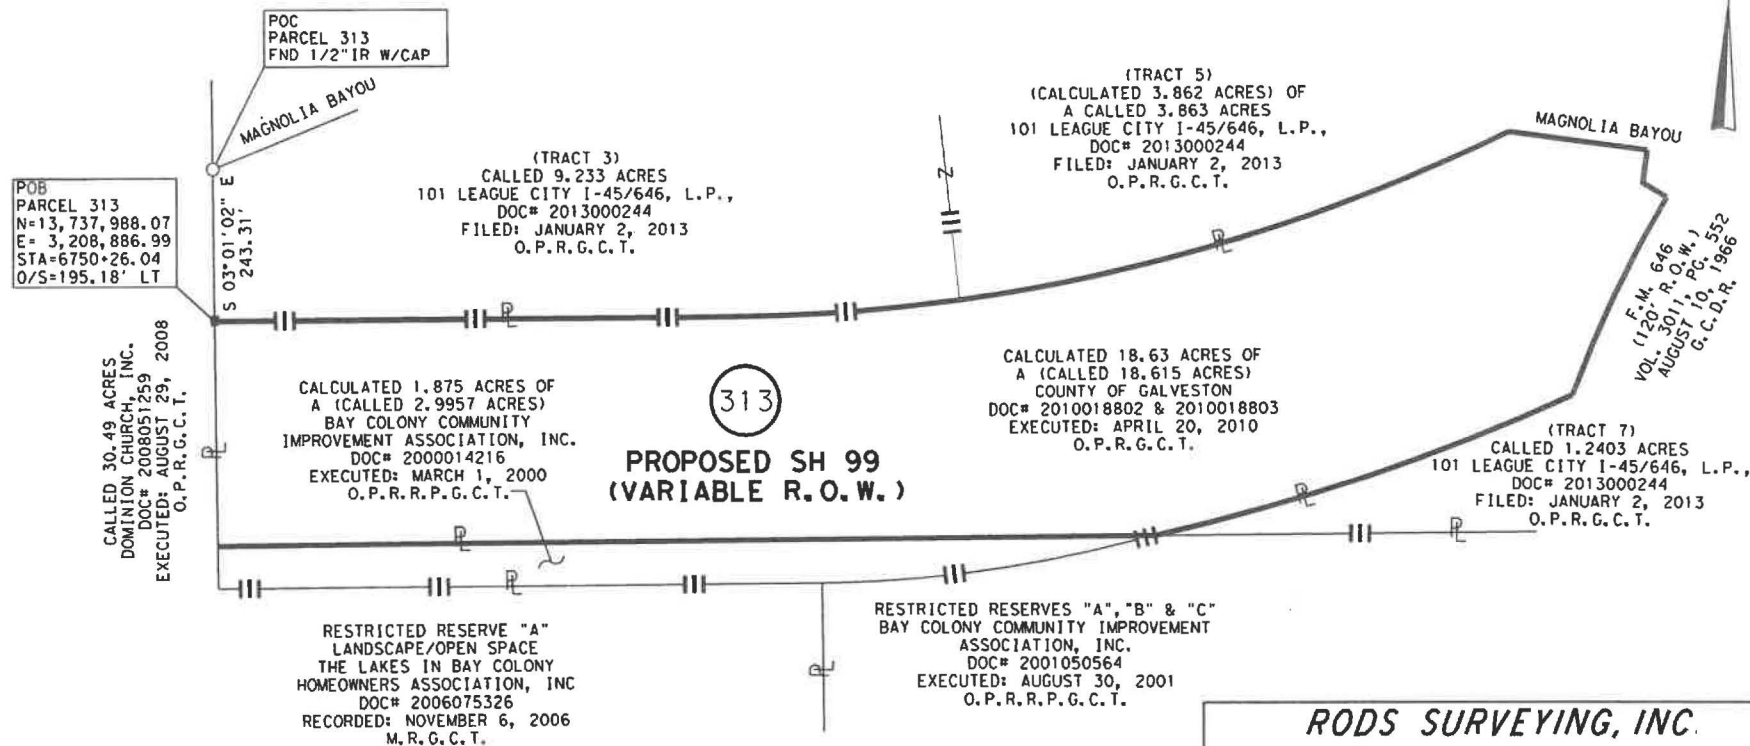 POC
PARCEL 313
FND 1/2"IR W/CAP
MAGNOLIA BAYOU
POB
PARCEL 313
N=13,737,988.07
E= 3,208,886.99
STA=6750+26.04
O/S=195.18' LT
S 03°01'02" E
243.31'
(TRACT 3)
CALLED 9.233 ACRES
101 LEAGUE CITY I-45/646, L.P.,
DOC# 2013000244
FILED: JANUARY 2, 2013
O.P.R.G.C.T.
(TRACT 5)
(CALCULATED 3.862 ACRES) OF
A CALLED 3.863 ACRES
101 LEAGUE CITY I-45/646, L.P.,
DOC# 2013000244
FILED: JANUARY 2, 2013
O.P.R.G.C.T.
MAGNOLIA BAYOU
F.M. 646
(120' R.O.W.)
VOL. 3011, PG. 552
AUGUST 10, 1966
G.C.D.R.
CALLED 30.49 ACRES
DOMINION CHURCH, INC.
DOC# 2008051259
EXECUTED: AUGUST 29, 2008
O.P.R.G.C.T.
CALCULATED 1.875 ACRES OF
A (CALLED 2.9957 ACRES)
BAY COLONY COMMUNITY
IMPROVEMENT ASSOCIATION, INC.
DOC# 2000014216
EXECUTED: MARCH 1, 2000
O.P.R.R.P.G.C.T.
313
PROPOSED SH 99
(VARIABLE R.O.W.)
CALCULATED 18.63 ACRES OF
A (CALLED 18.615 ACRES)
COUNTY OF GALVESTON
DOC# 2010018802 & 2010018803
EXECUTED: APRIL 20, 2010
O.P.R.G.C.T.
(TRACT 7)
CALLED 1.2403 ACRES
101 LEAGUE CITY I-45/646, L.P.,
DOC# 2013000244
FILED: JANUARY 2, 2013
O.P.R.G.C.T.
RESTRICTED RESERVE "A"
LANDSCAPE/OPEN SPACE
THE LAKES IN BAY COLONY
HOMEOWNERS ASSOCIATION, INC
DOC# 2006075326
RECORDED: NOVEMBER 6, 2006
M.R.G.C.T.
RESTRICTED RESERVES "A","B" & "C"
BAY COLONY COMMUNITY IMPROVEMENT
ASSOCIATION, INC.
DOC# 2001050564
EXECUTED: AUGUST 30, 2001
O.P.R.R.P.G.C.T.
RODS SURVEYING, INC.